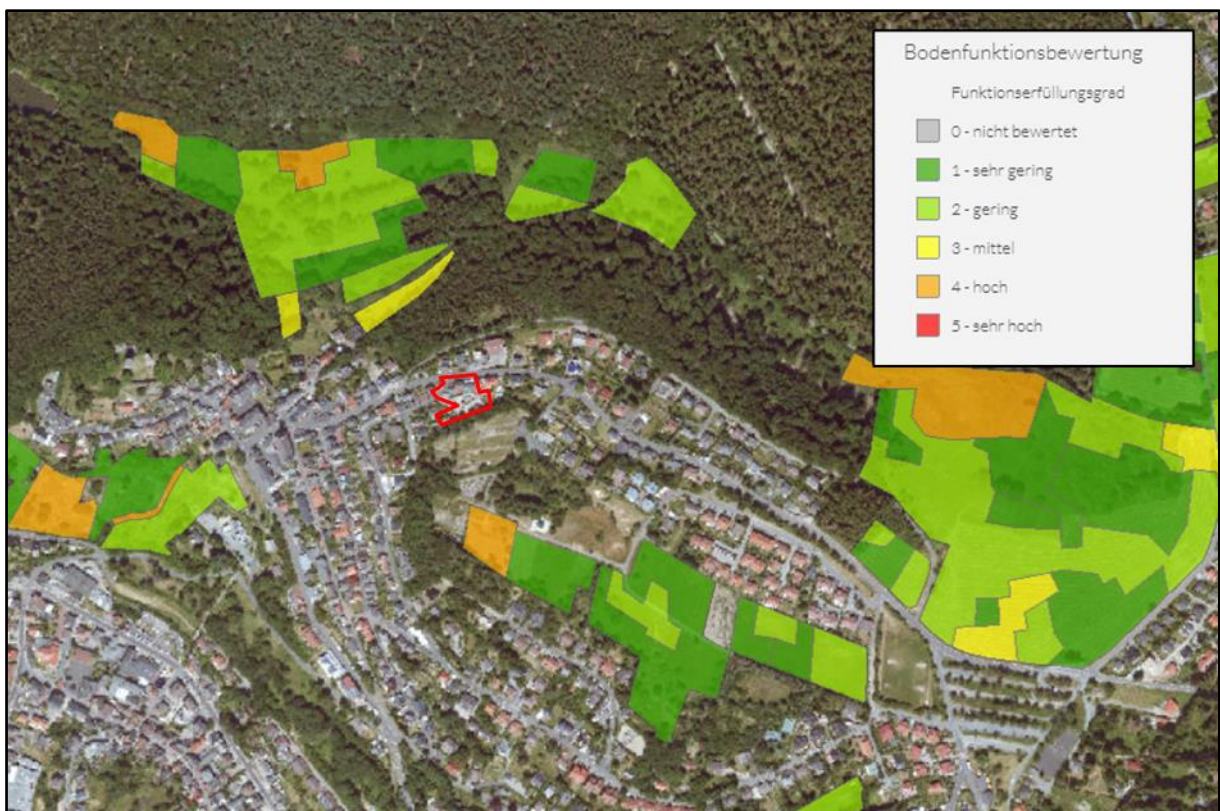 Bodenfunktionsbewertung
Funktionserfüllungsgrad
0 - nicht bewertet
1 - sehr gering
2 - gering
3 - mittel
4 - hoch
5 - sehr hoch